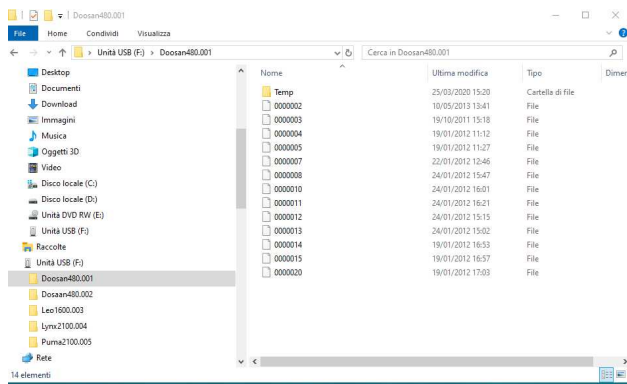 Doosan480.001
File Home Condividi Visualizza
Unità USB (F:) > Doosan480.001 Cerca in Doosan480.001
Desktop
Documenti
Download
Immagini
Musica
Oggetti 3D
Video
Disco locale (C:)
Disco locale (D:)
Unità DVD RW (E:)
Unità USB (F:)
Raccolte
Unità USB (F:)
Doosan480.001
Dosaan480.002
Leo1600.003
Lynx2100.004
Puma2100.005
Rete
Nome Ultima modifica Tipo Dimer
Temp 25/03/2020 15:20 Cartella di file
0000002 10/05/2013 13:41 File
0000003 19/10/2011 15:18 File
0000004 19/01/2012 11:12 File
0000005 19/01/2012 11:27 File
0000007 22/01/2012 12:46 File
0000008 24/01/2012 15:47 File
0000010 24/01/2012 16:01 File
0000011 24/01/2012 16:21 File
0000012 24/01/2012 15:15 File
0000013 24/01/2012 15:02 File
0000014 19/01/2012 16:53 File
0000015 19/01/2012 16:57 File
0000020 19/01/2012 17:03 File
14 elementi